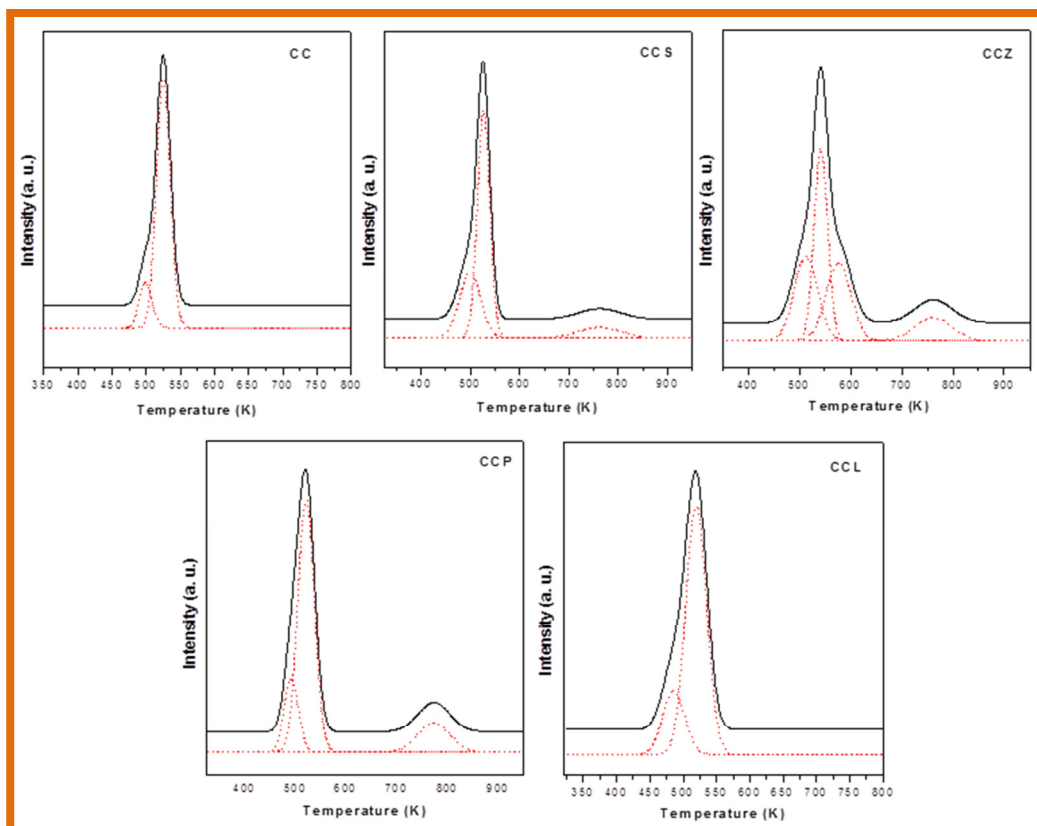 CC
Intensity (a. u.)
350 400 450 500 550 600 650 700 750 800
Temperature (K)
CCS
Intensity (a. u.)
400 500 600 700 800 900
Temperature (K)
CCZ
Intensity (a. u.)
400 500 600 700 800 900
Temperature (K)
CCP
Intensity (a. u.)
400 500 600 700 800 900
Temperature (K)
CCL
Intensity (a. u.)
350 400 450 500 550 600 650 700 750 800
Temperature (K)